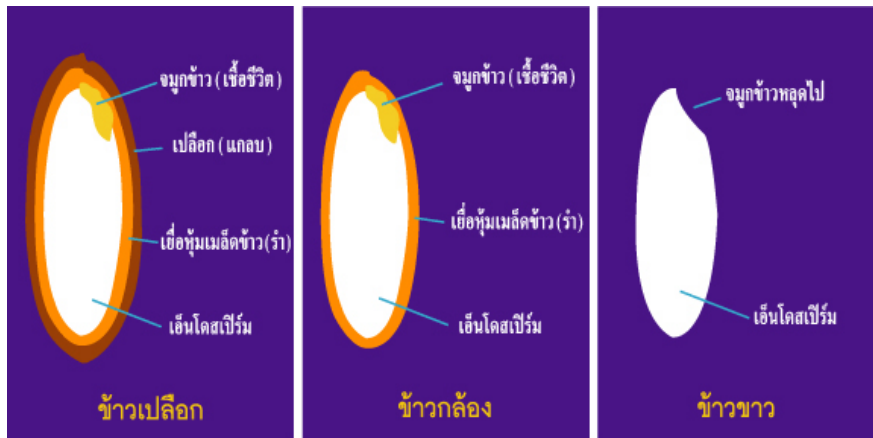 จมูกข้าว (เชื้อชีวิต)
เปลือก (แกลบ)
เยื่อหุ้มเมล็ดข้าว (รำ)
เอ็นโดสเปิร์ม
ข้าวเปลือก
จมูกข้าว (เชื้อชีวิต)
เยื่อหุ้มเมล็ดข้าว (รำ)
เอ็นโดสเปิร์ม
ข้าวกล้อง
จมูกข้าวหลุดไป
เอ็นโดสเปิร์ม
ข้าวขาว